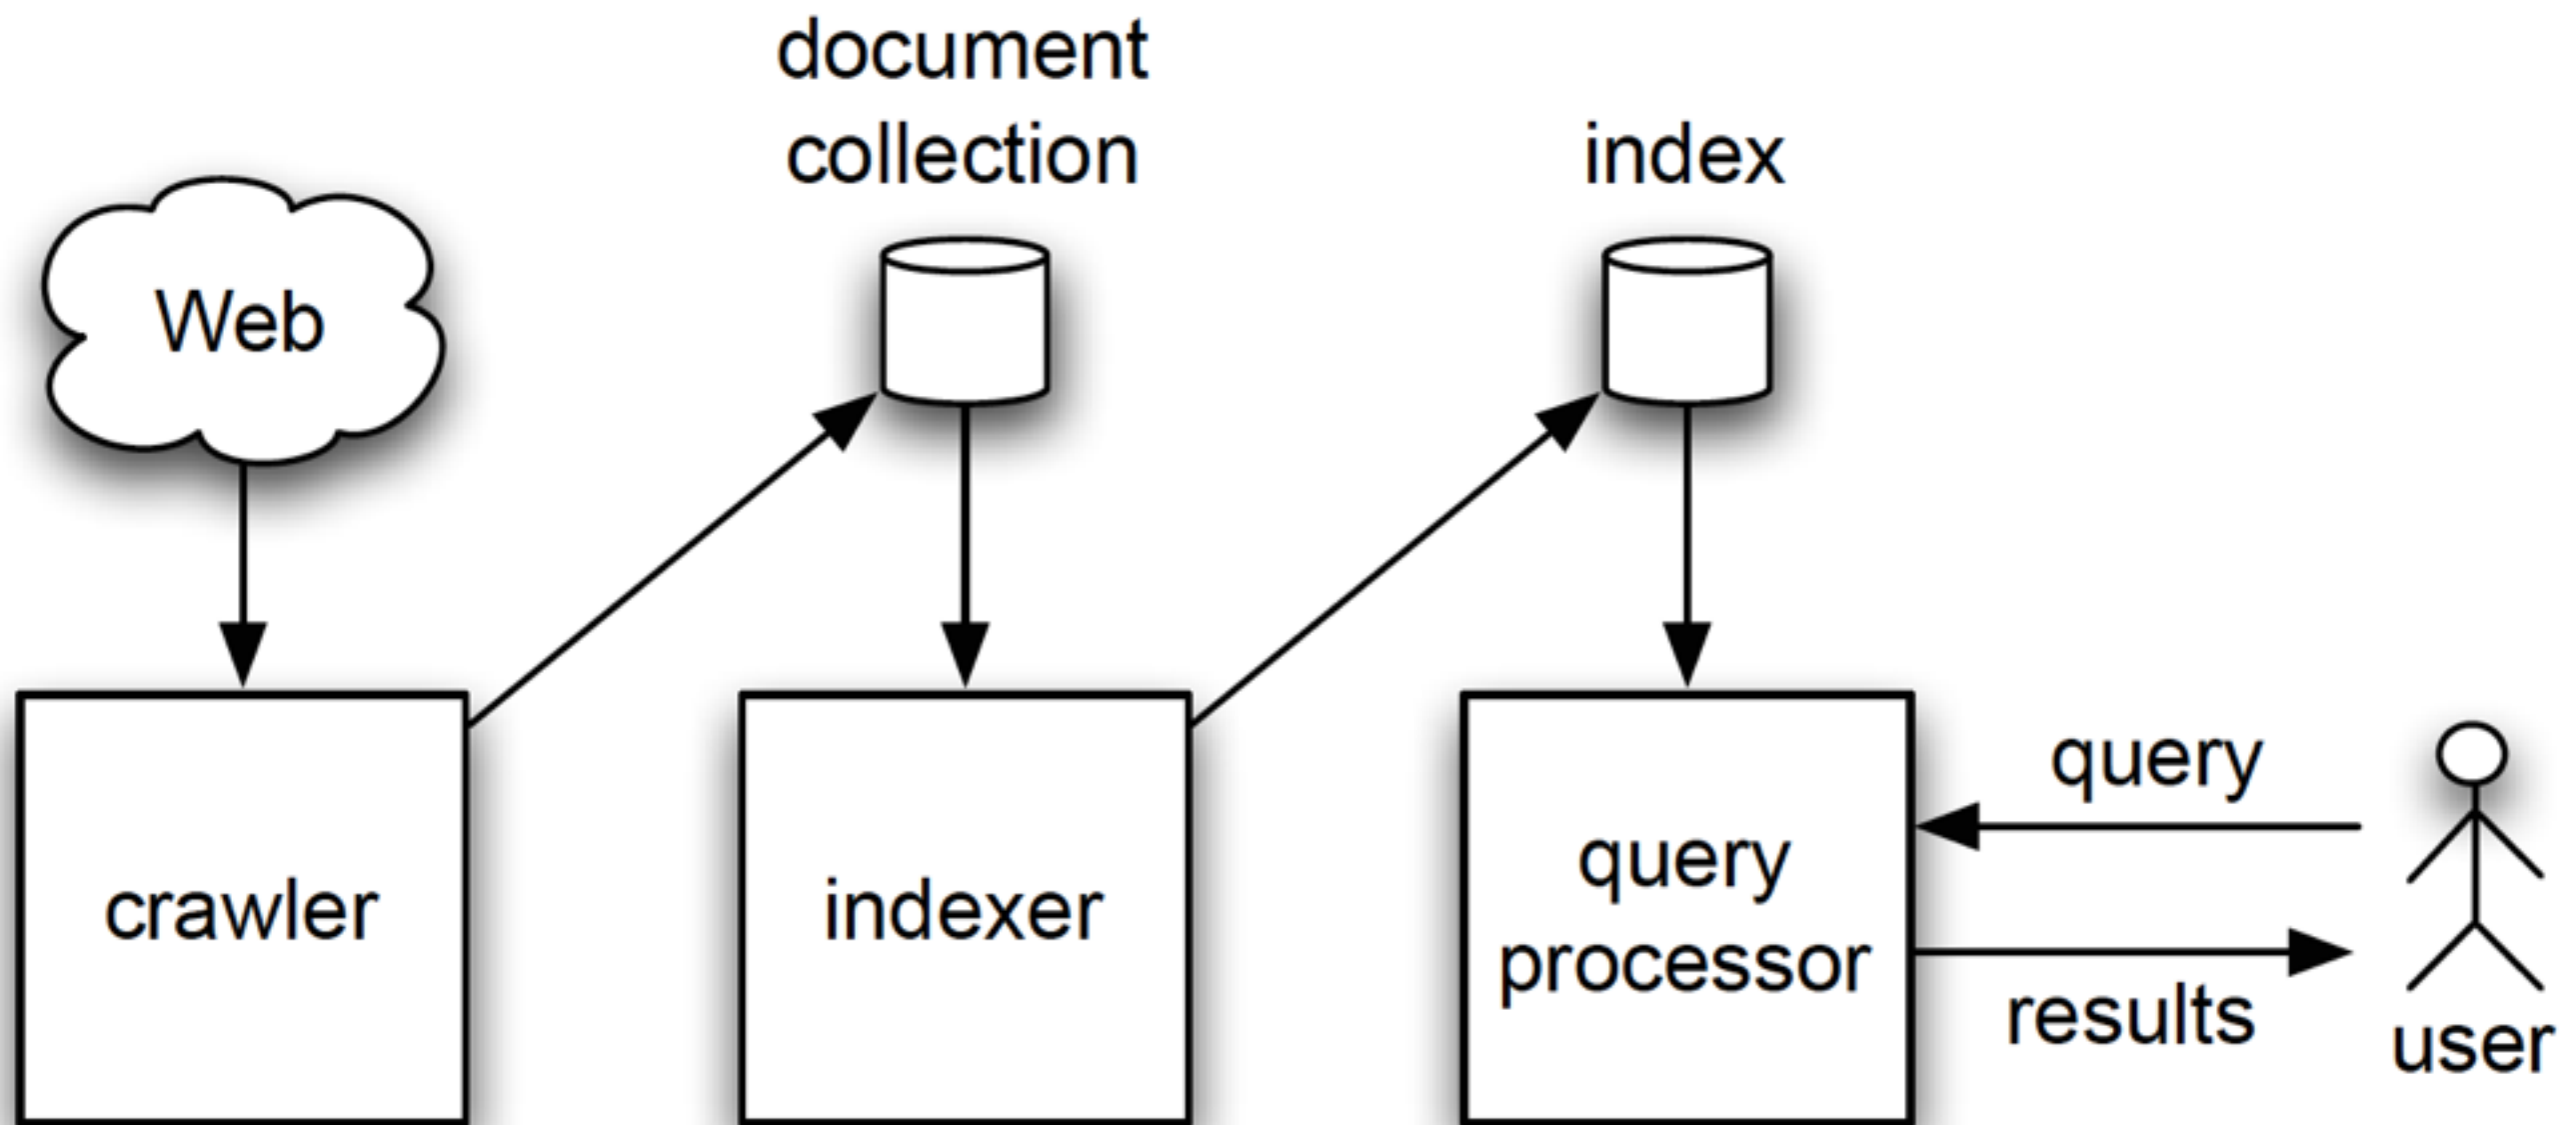 document
collection
index
Web
crawler
indexer
query
processor
query
results
user